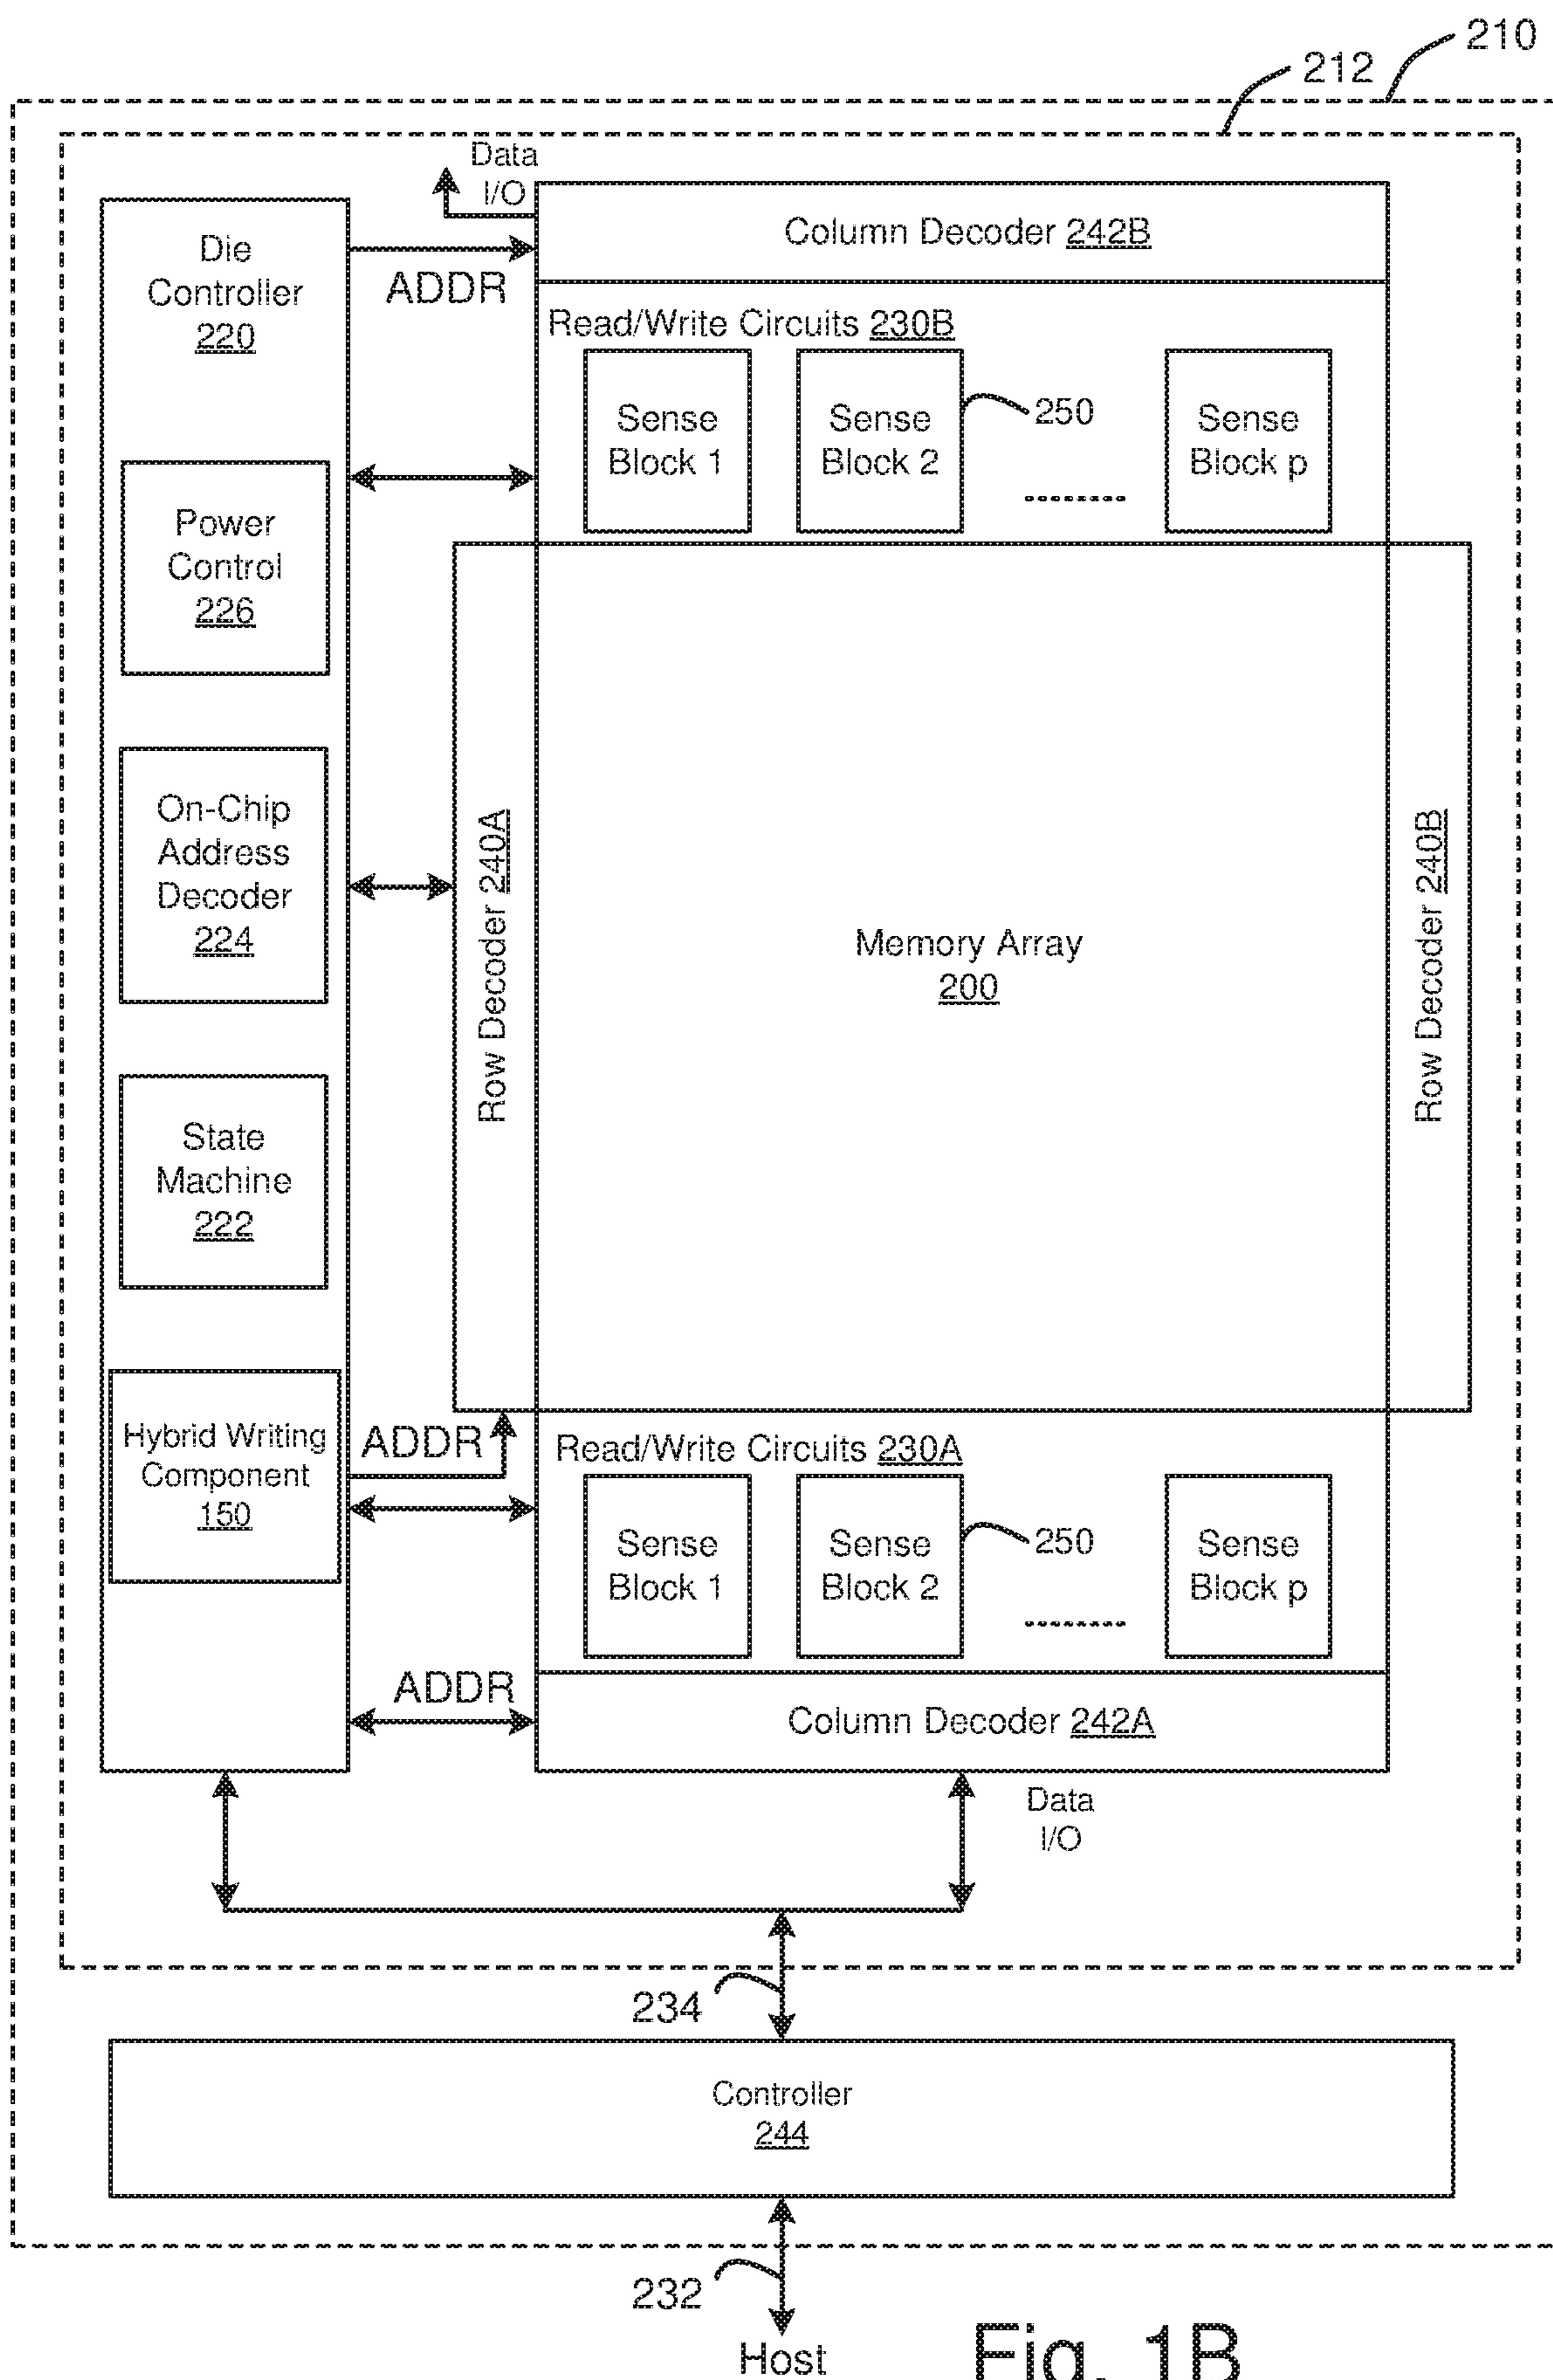 210
212
Data
I/O
Die
Controller
220
ADDR
Column Decoder 242B
Read/Write Circuits 230B
Sense
Block 1
Sense
Block 2
250
Sense
Block p
Power
Control
226
On-Chip
Address
Decoder
224
State
Machine
222
Hybrid Writing
Component
150
Row Decoder 240A
Memory Array
200
Row Decoder 240B
ADDR
Read/Write Circuits 230A
Sense
Block 1
Sense
Block 2
250
Sense
Block p
ADDR
Column Decoder 242A
Data
I/O
234
Controller
244
232
Host
Fig. 1B